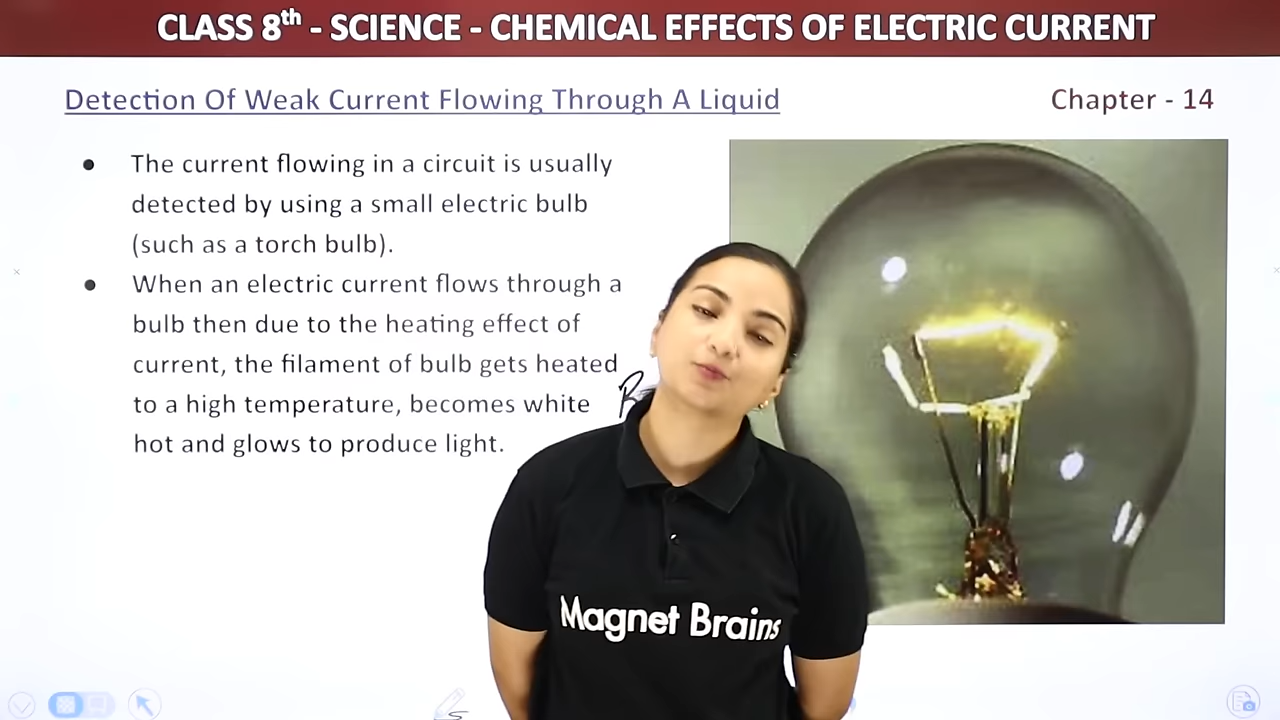 CLASS 8th - SCIENCE - CHEMICAL EFFECTS OF ELECTRIC CURRENT
Detection Of Weak Current Flowing Through A Liquid
Chapter - 14
● The current flowing in a circuit is usually
detected by using a small electric bulb
(such as a torch bulb).
● When an electric current flows through a
bulb then due to the heating effect of
current, the filament of bulb gets heated
to a high temperature, becomes white
hot and glows to produce light.
Magnet Brains